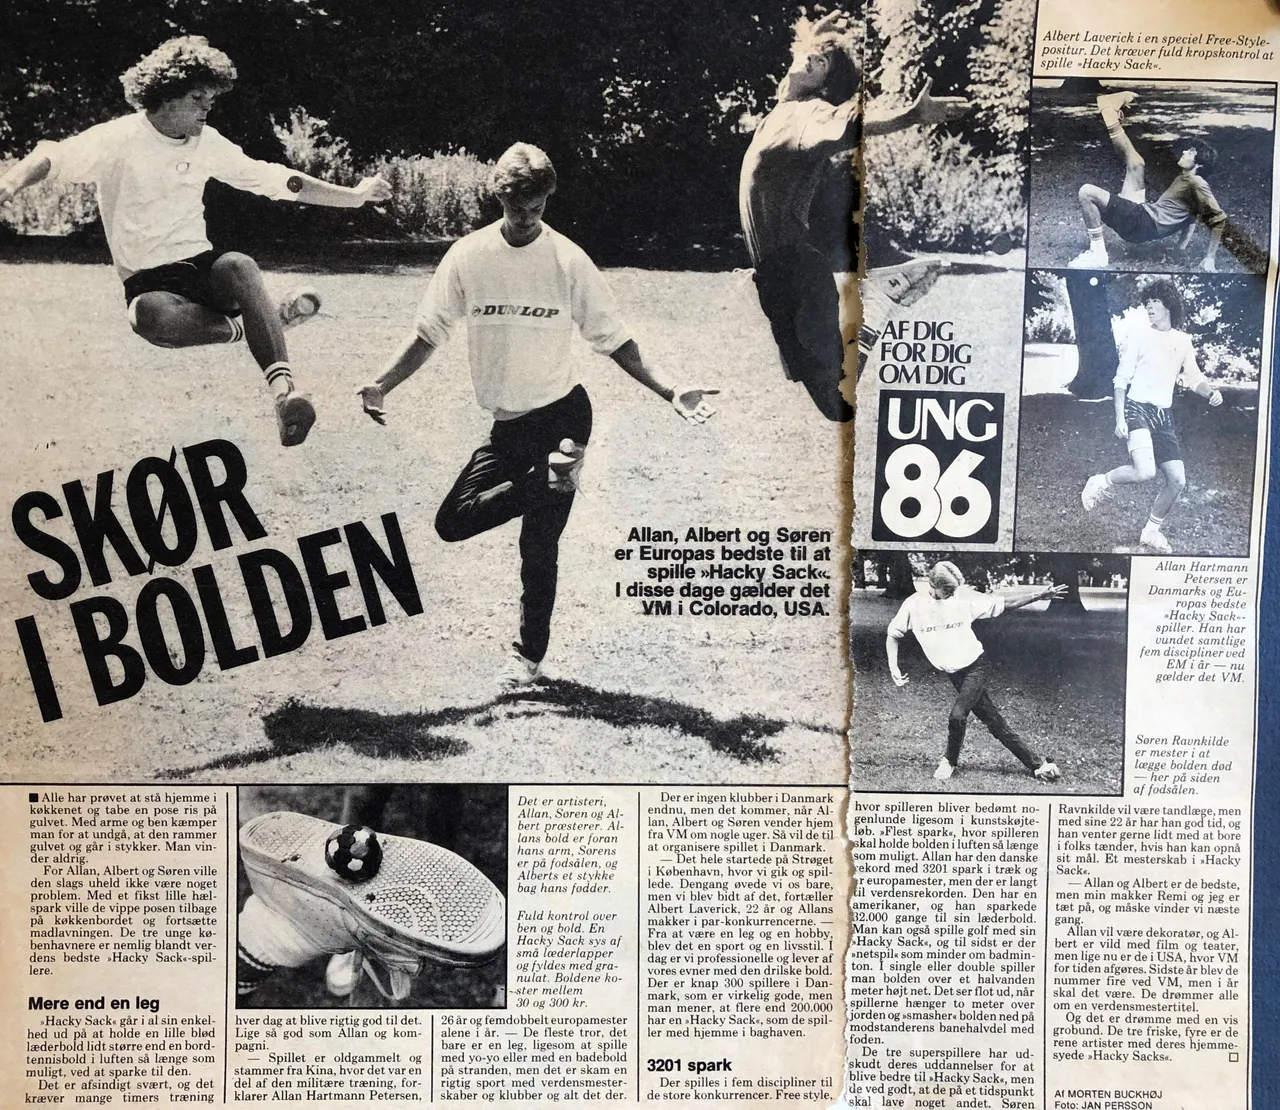 Albert Laverick i en speciel Free-Style-
positur. Det kræver fuld kropskontrol at
spille »Hacky Sack«.
DUNLOP
AF DIG
FOR DIG
OM DIG
UNG
86
SKØR
I BOLDEN
Allan, Albert og Søren
er Europas bedste til at
spille »Hacky Sack«.
I disse dage gælder det
VM i Colorado, USA.
DUNLOP
Allan Hartmann
Petersen er
Danmarks og Eu-
ropas bedste
»Hacky Sack«-
spiller. Han har
vundet samtlige
fem discipliner ved
EM i år — nu
gælder det VM.
Søren Ravnkilde
er mester i at
lægge bolden død
— her på siden
af fodsålen.
■ Alle har prøvet at stå hjemme i
køkkenet og tabe en pose ris på
gulvet. Med arme og ben kæmper
man for at undgå, at den rammer
gulvet og går i stykker. Man vin-
der aldrig.
For Allan, Albert og Søren ville
den slags uheld ikke være noget
problem. Med et fikst lille hæl-
spark ville de vippe posen tilbage
på køkkenbordet og fortsætte
madlavningen. De tre unge kø-
benhavnere er nemlig blandt ver-
dens bedste »Hacky Sack«-spil-
lere.
Mere end en leg
»Hacky Sack« går i al sin enkel-
hed ud på at holde en lille blød
læderbold lidt større end en bord-
tennisbold i luften så længe som
muligt, ved at sparke til den.
Det er afsindigt svært, og det
kræver mange timers træning
Det er artisteri,
Allan, Søren og Al-
bert præsterer. Al-
lans bold er foran
hans arm, Sørens
er på fodsålen, og
Alberts et stykke
bag hans fødder.
Fuld kontrol over
ben og bold. En
Hacky Sack sys af
små læderlapper
og fyldes med gra-
nulat. Boldene ko-
ster mellem
30 og 300 kr.
hver dag at blive rigtig god til det.
Lige så god som Allan og kom-
pagni.
— Spillet er oldgammelt og
stammer fra Kina, hvor det var en
del af den militære træning, for-
klarer Allan Hartmann Petersen,
26 år og femdobbelt europamester
alene i år. — De fleste tror, det
bare er en leg, ligesom at spille
med yo-yo eller med en badebold
på stranden, men det er skam en
rigtig sport med verdensmester-
skaber og klubber og alt det der.
Der er ingen klubber i Danmark
endnu, men det kommer, når Al-
lan, Albert og Søren vender hjem
fra VM om nogle uger. Så vil de til
at organisere spillet i Danmark.
— Det hele startede på Strøget
i København, hvor vi gik og spil-
lede. Dengang øvede vi os bare,
men vi blev bidt af det, fortæller
Albert Laverick, 22 år og Allans
makker i par-konkurrencerne. —
Fra at være en leg og en hobby,
blev det en sport og en livsstil. I
dag er vi professionelle og lever af
vores evner med den drilske bold.
Der er knap 300 spillere i Dan-
mark, som er virkelig gode, men
man mener, at flere end 200.000
har en »Hacky Sack«, som de spil-
ler med hjemme i baghaven.
3201 spark
Der spilles i fem discipliner til
de store konkurrencer. Free style,
hvor spilleren bliver bedømt no-
genlunde ligesom i kunstskøjte-
løb. »Flest spark«, hvor spilleren
skal holde bolden i luften så længe
som muligt. Allan har den danske
rekord med 3201 spark i træk og
er europamester, men der er langt
til verdensrekorden. Den har en
amerikaner, og han sparkede
32.000 gange til sin læderbold.
Man kan også spille golf med sin
»Hacky Sack«, og til sidst er der
»netspil« som minder om badmin-
ton. I single eller double spiller
man bolden over et halvanden
meter højt net. Det ser flot ud, når
spillerne hænger to meter over
jorden og »smasher« bolden ned på
modstanderens banehalvdel med
foden.
De tre superspillere har ud-
skudt deres uddannelser for at
blive bedre til »Hacky Sack«, men
de ved godt, at de på et tidspunkt
skal lave noget andet. Søren
Ravnkilde vil være tandlæge, men
med sine 22 år har han god tid, og
han venter gerne lidt med at bore
i folks tænder, hvis han kan opnå
sit mål. Et mesterskab i »Hacky
Sack«.
— Allan og Albert er de bedste,
men min makker Remi og jeg er
tæt på, og måske vinder vi næste
gang.
Allan vil være dekoratør, og Al-
bert er vild med film og teater,
men lige nu er de i USA, hvor VM
for tiden afgøres. Sidste år blev de
nummer fire ved VM, men i år
skal det være. De drømmer alle
om en verdensmestertitel.
Og det er drømme med en vis
grobund. De tre friske, fyre er de
rene artister med deres hjemme-
syede »Hacky Sacks«.
Af MORTEN BUCKHØJ
Foto: JAN PERSSON